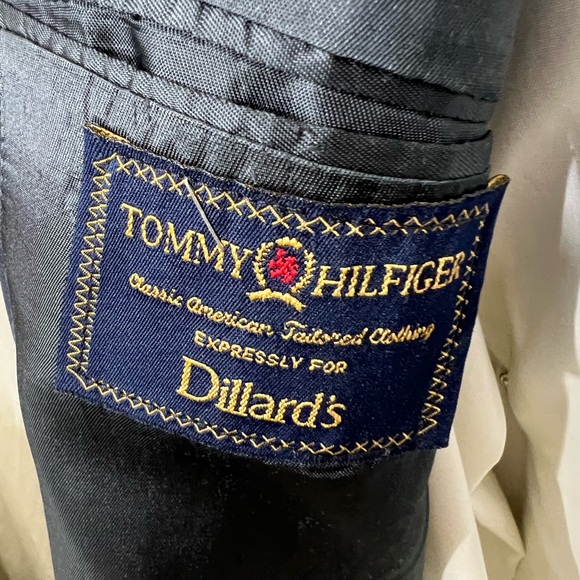 TOMMY HILFIGER
Classic American Tailored Clothing
EXPRESSLY FOR
Dillard's